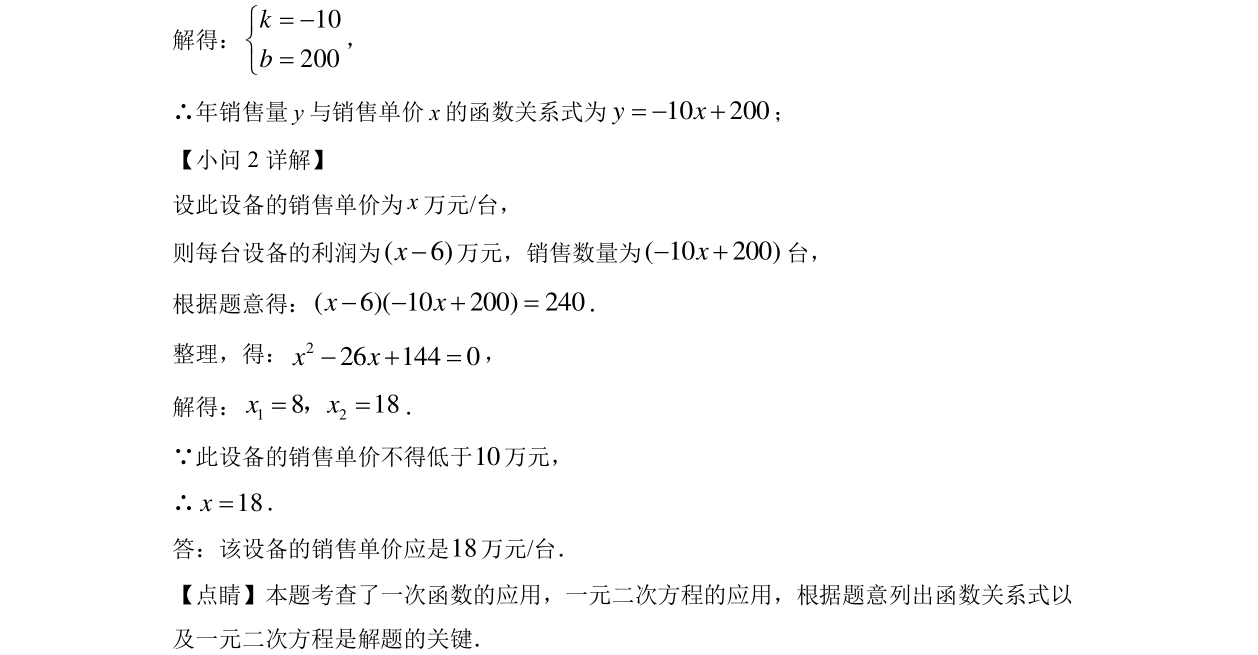 解得：{k = −10
b = 200，
∴年销售量 y 与销售单价 x 的函数关系式为 y = −10x + 200；
【小问 2 详解】
设此设备的销售单价为 x 万元/台，
则每台设备的利润为(x − 6)万元，销售数量为(−10x + 200) 台，
根据题意得：(x − 6)(−10x + 200) = 240．
整理，得：x² − 26x + 144 = 0，
解得：x₁ = 8，x₂ = 18．
∵此设备的销售单价不得低于10万元，
∴ x = 18．
答：该设备的销售单价应是18万元/台．
【点睛】本题考查了一次函数的应用，一元二次方程的应用，根据题意列出函数关系式以
及一元二次方程是解题的关键．